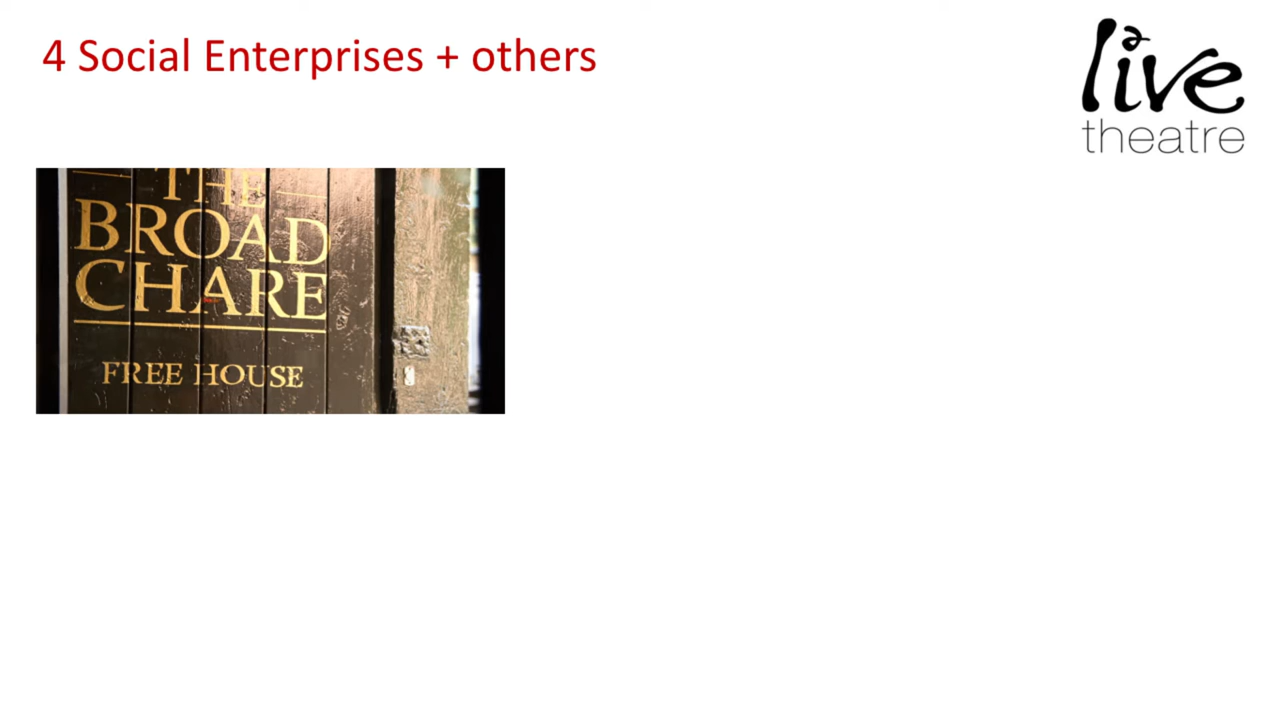 4 Social Enterprises + others
live
theatre
THE
BROAD
CHARE
FREE HOUSE